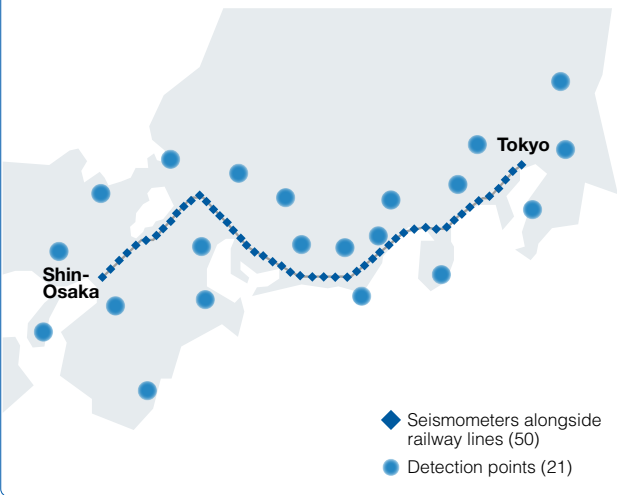 Tokyo
Shin-
Osaka
Seismometers alongside
railway lines (50)
Detection points (21)